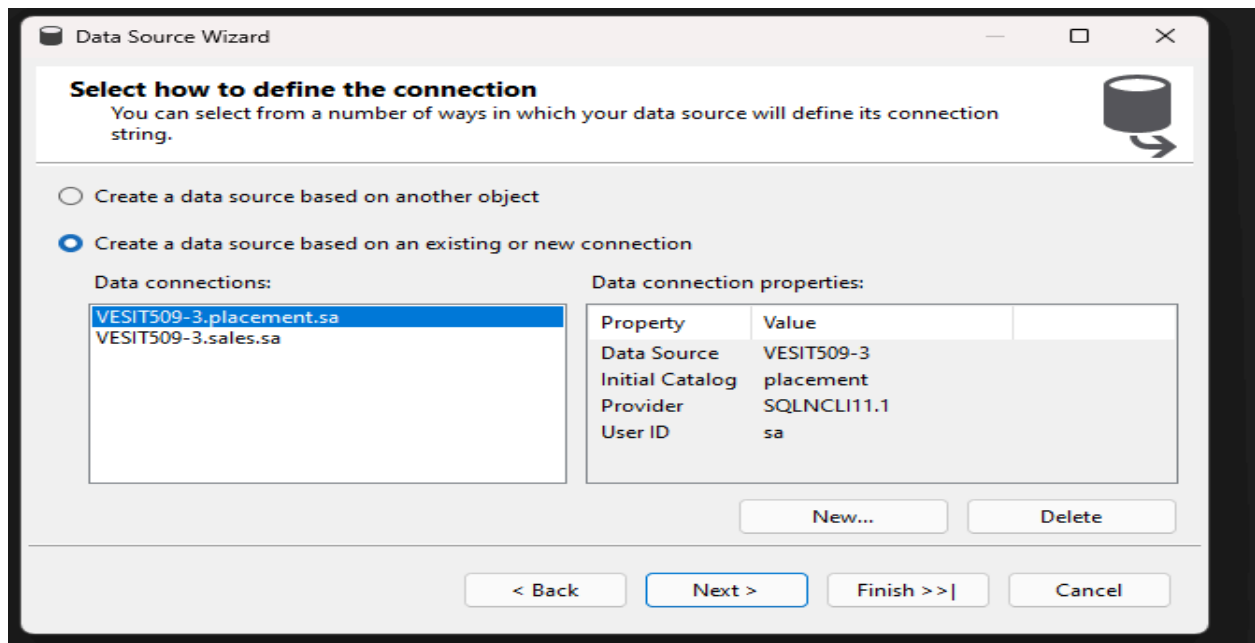 Data Source Wizard
Select how to define the connection
You can select from a number of ways in which your data source will define its connection
string.
Create a data source based on another object
Create a data source based on an existing or new connection
Data connections:
VESIT509-3.placement.sa
VESIT509-3.sales.sa
Data connection properties:
Property Value
Data Source VESIT509-3
Initial Catalog placement
Provider SQLNCLI11.1
User ID sa
New... Delete
< Back Next > Finish >>| Cancel